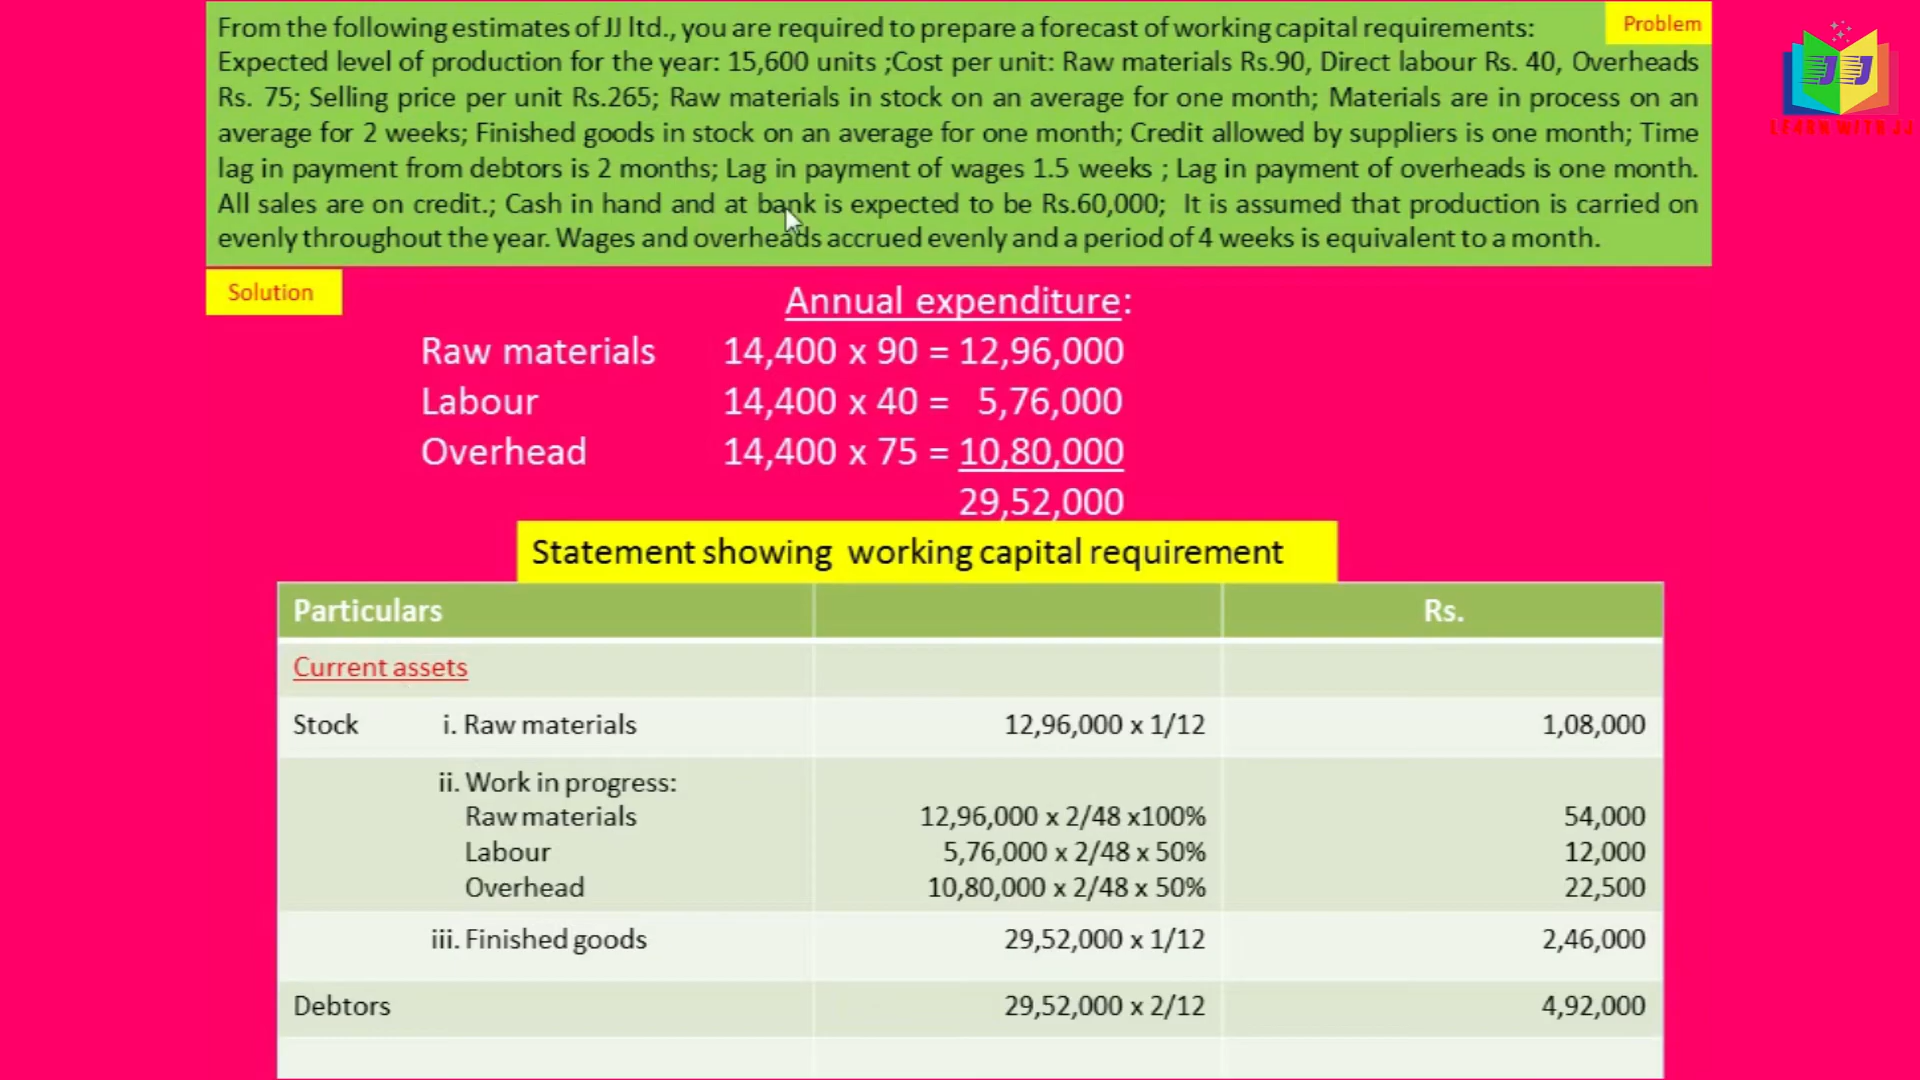 From the following estimates of JJ ltd., you are required to prepare a forecast of working capital requirements:
Problem
Expected level of production for the year: 15,600 units ;Cost per unit: Raw materials Rs.90, Direct labour Rs. 40, Overheads
Rs. 75; Selling price per unit Rs.265; Raw materials in stock on an average for one month; Materials are in process on an
average for 2 weeks; Finished goods in stock on an average for one month; Credit allowed by suppliers is one month; Time
lag in payment from debtors is 2 months; Lag in payment of wages 1.5 weeks ; Lag in payment of overheads is one month.
All sales are on credit.; Cash in hand and at bank is expected to be Rs.60,000; It is assumed that production is carried on
evenly throughout the year. Wages and overheads accrued evenly and a period of 4 weeks is equivalent to a month.
JJ
LEARN WITH JJ
Solution
Annual expenditure:
Raw materials 14,400 x 90 = 12,96,000
Labour 14,400 x 40 = 5,76,000
Overhead 14,400 x 75 = 10,80,000
29,52,000
Statement showing working capital requirement
Particulars Rs.
Current assets
Stock i. Raw materials 12,96,000 x 1/12 1,08,000
ii. Work in progress:
Raw materials 12,96,000 x 2/48 x100% 54,000
Labour 5,76,000 x 2/48 x 50% 12,000
Overhead 10,80,000 x 2/48 x 50% 22,500
iii. Finished goods 29,52,000 x 1/12 2,46,000
Debtors 29,52,000 x 2/12 4,92,000